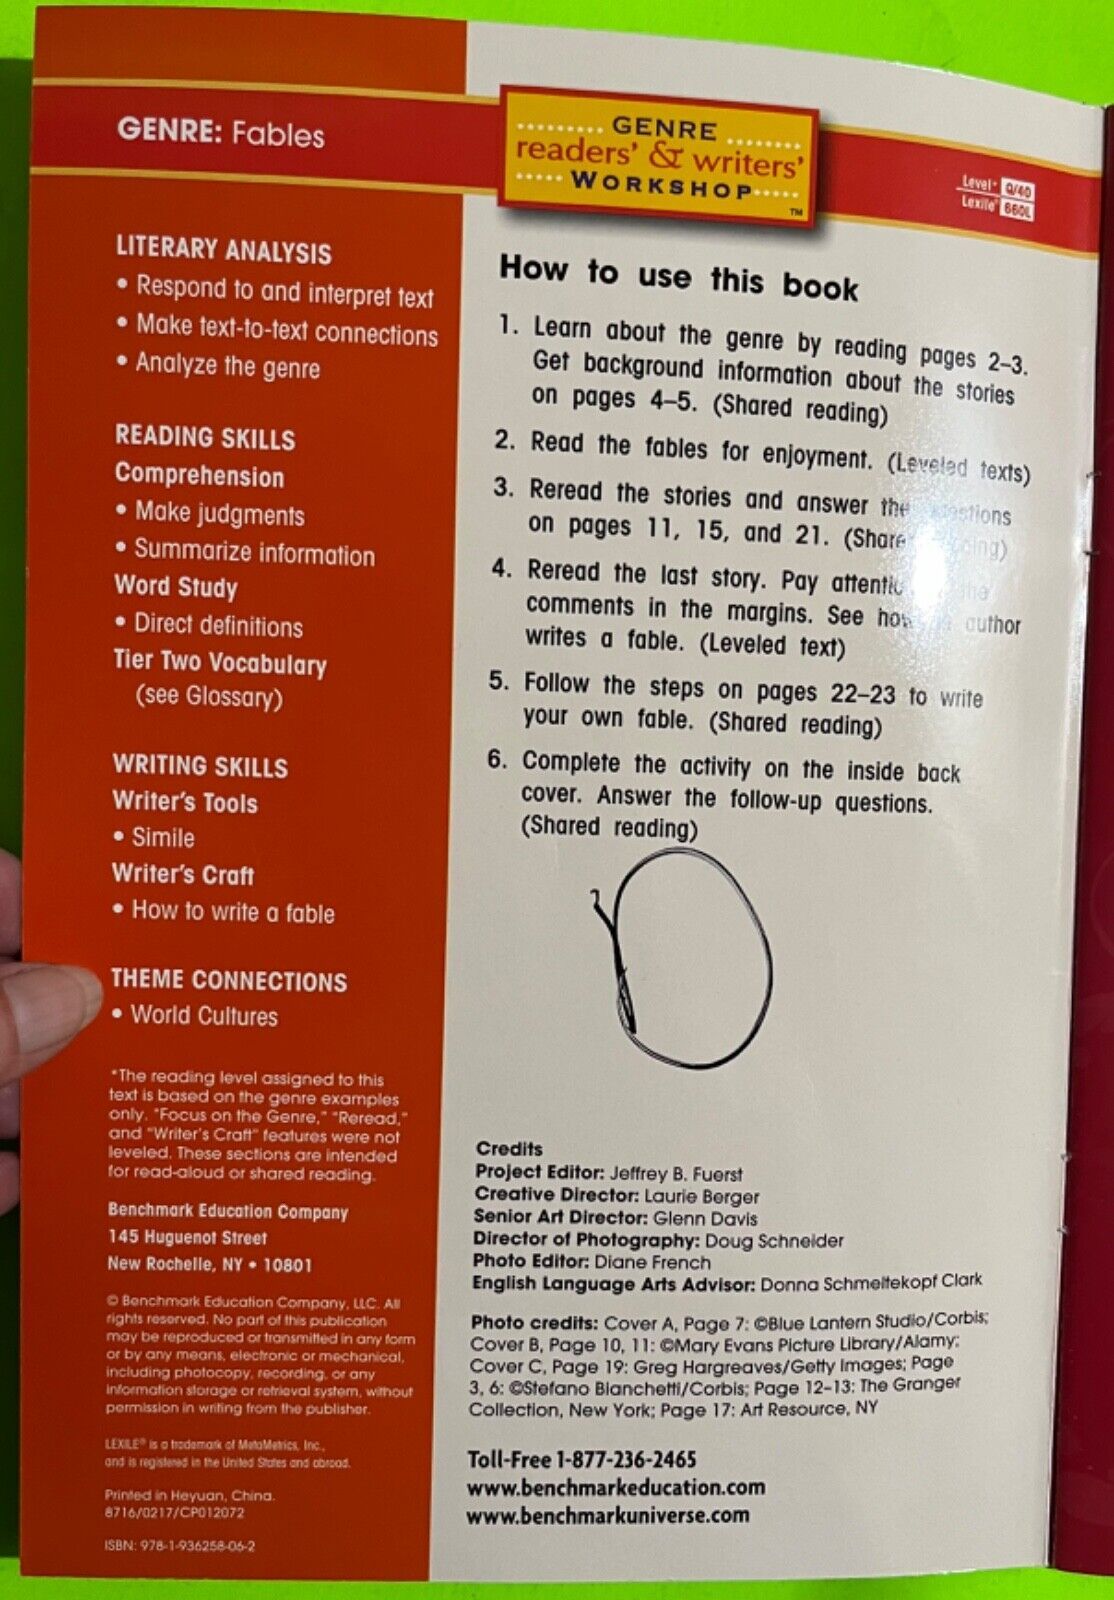 GENRE: Fables
GENRE
readers' & writers'
WORKSHOP
TM
Level* Q/40
Lexile® 860L
LITERARY ANALYSIS
• Respond to and interpret text
• Make text-to-text connections
• Analyze the genre
READING SKILLS
Comprehension
• Make judgments
• Summarize information
Word Study
• Direct definitions
Tier Two Vocabulary
(see Glossary)
WRITING SKILLS
Writer's Tools
• Simile
Writer's Craft
• How to write a fable
THEME CONNECTIONS
• World Cultures
*The reading level assigned to this
text is based on the genre examples
only. "Focus on the Genre," "Reread,"
and "Writer's Craft" features were not
leveled. These sections are intended
for read-aloud or shared reading.
Benchmark Education Company
145 Huguenot Street
New Rochelle, NY • 10801
© Benchmark Education Company, LLC. All
rights reserved. No part of this publication
may be reproduced or transmitted in any form
or by any means, electronic or mechanical,
including photocopy, recording, or any
information storage or retrieval system, without
permission in writing from the publisher.
LEXILE® is a trademark of MetaMetrics, Inc.,
and is registered in the United States and abroad.
Printed in Heyuan, China.
8716/0217/CP012072
ISBN: 978-1-936258-06-2
How to use this book
1. Learn about the genre by reading pages 2–3.
Get background information about the stories
on pages 4–5. (Shared reading)
2. Read the fables for enjoyment. (Leveled texts)
3. Reread the stories and answer the questions
on pages 11, 15, and 21. (Shared reading)
4. Reread the last story. Pay attention to the
comments in the margins. See how the author
writes a fable. (Leveled text)
5. Follow the steps on pages 22–23 to write
your own fable. (Shared reading)
6. Complete the activity on the inside back
cover. Answer the follow-up questions.
(Shared reading)
Credits
Project Editor: Jeffrey B. Fuerst
Creative Director: Laurie Berger
Senior Art Director: Glenn Davis
Director of Photography: Doug Schneider
Photo Editor: Diane French
English Language Arts Advisor: Donna Schmeltekopf Clark
Photo credits: Cover A, Page 7: ©Blue Lantern Studio/Corbis;
Cover B, Page 10, 11: ©Mary Evans Picture Library/Alamy;
Cover C, Page 19: Greg Hargreaves/Getty Images; Page
3, 6: ©Stefano Bianchetti/Corbis; Page 12–13: The Granger
Collection, New York; Page 17: Art Resource, NY
Toll-Free 1-877-236-2465
www.benchmarkeducation.com
www.benchmarkuniverse.com